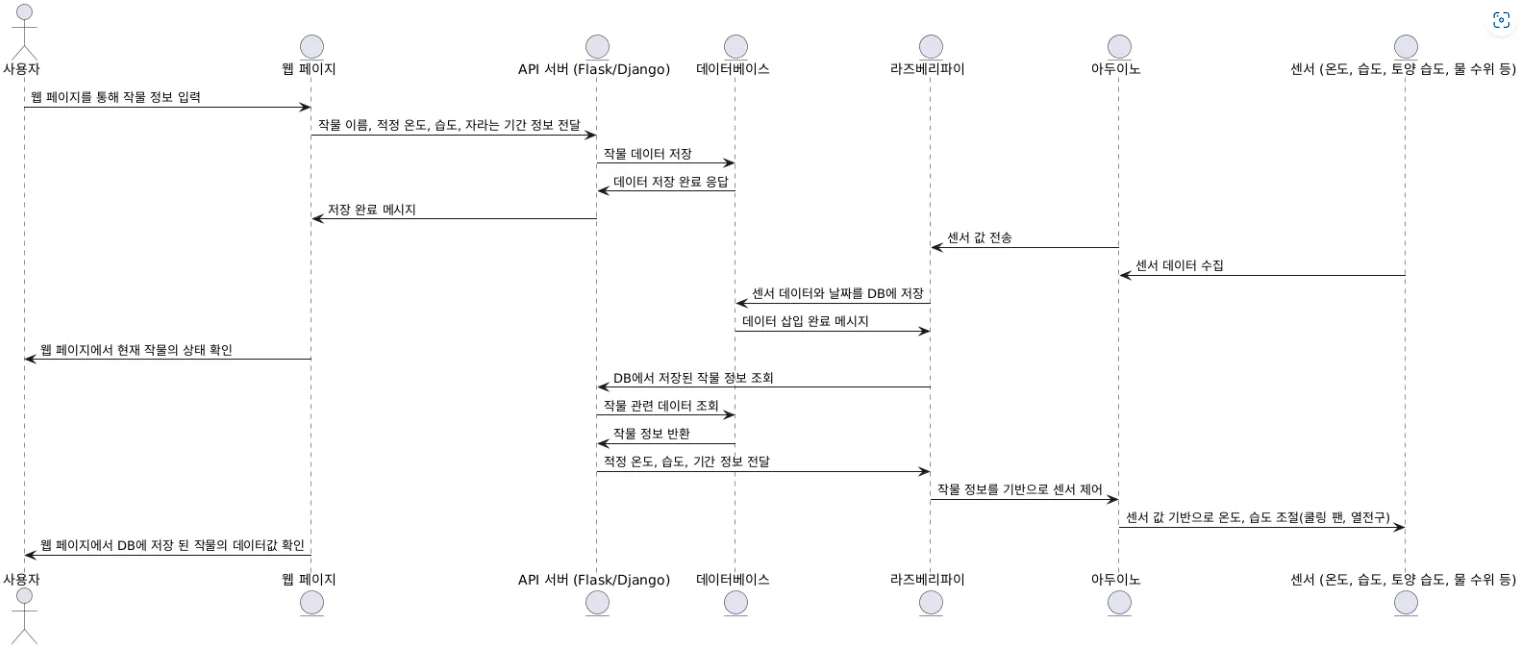 사용자
웹 페이지
API 서버 (Flask/Django)
데이터베이스
라즈베리파이
아두이노
센서 (온도, 습도, 토양 습도, 물 수위 등)
웹 페이지를 통해 작물 정보 입력
작물 이름, 적정 온도, 습도, 자라는 기간 정보 전달
작물 데이터 저장
데이터 저장 완료 응답
저장 완료 메시지
센서 값 전송
센서 데이터 수집
센서 데이터와 날짜를 DB에 저장
데이터 삽입 완료 메시지
웹 페이지에서 현재 작물의 상태 확인
DB에서 저장된 작물 정보 조회
작물 관련 데이터 조회
작물 정보 반환
적정 온도, 습도, 기간 정보 전달
작물 정보를 기반으로 센서 제어
센서 값 기반으로 온도, 습도 조절(쿨링 팬, 열전구)
웹 페이지에서 DB에 저장 된 작물의 데이터값 확인
사용자
웹 페이지
API 서버 (Flask/Django)
데이터베이스
라즈베리파이
아두이노
센서 (온도, 습도, 토양 습도, 물 수위 등)